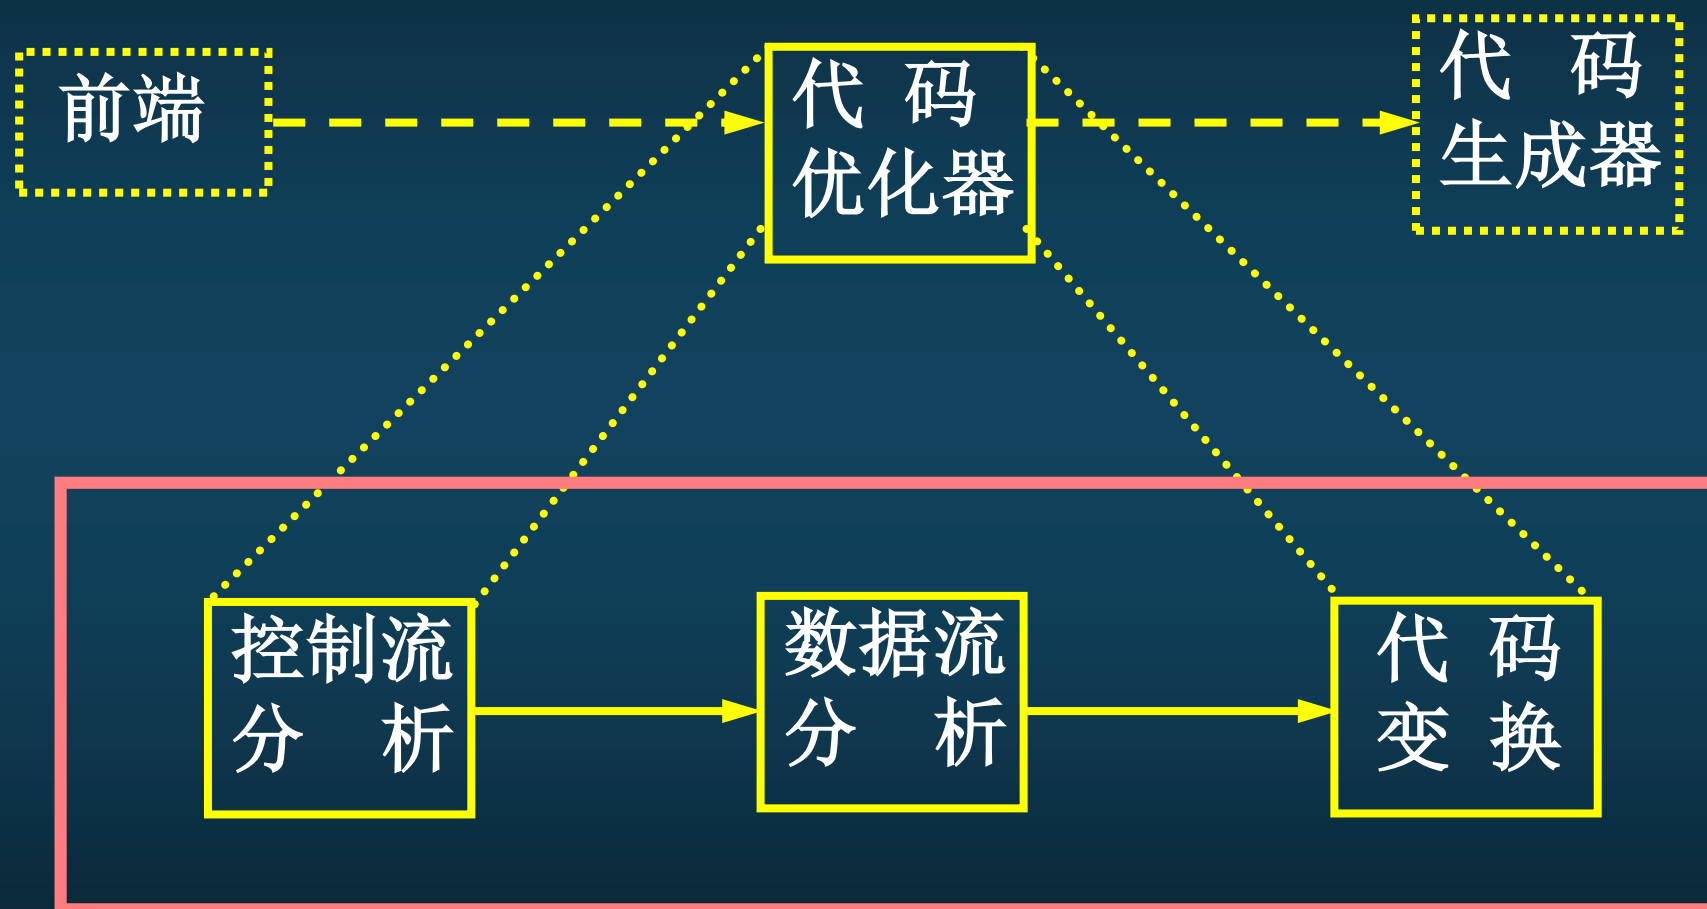 前端
代 码
优化器
代 码
生成器
控制流
分 析
数据流
分 析
代 码
变 换